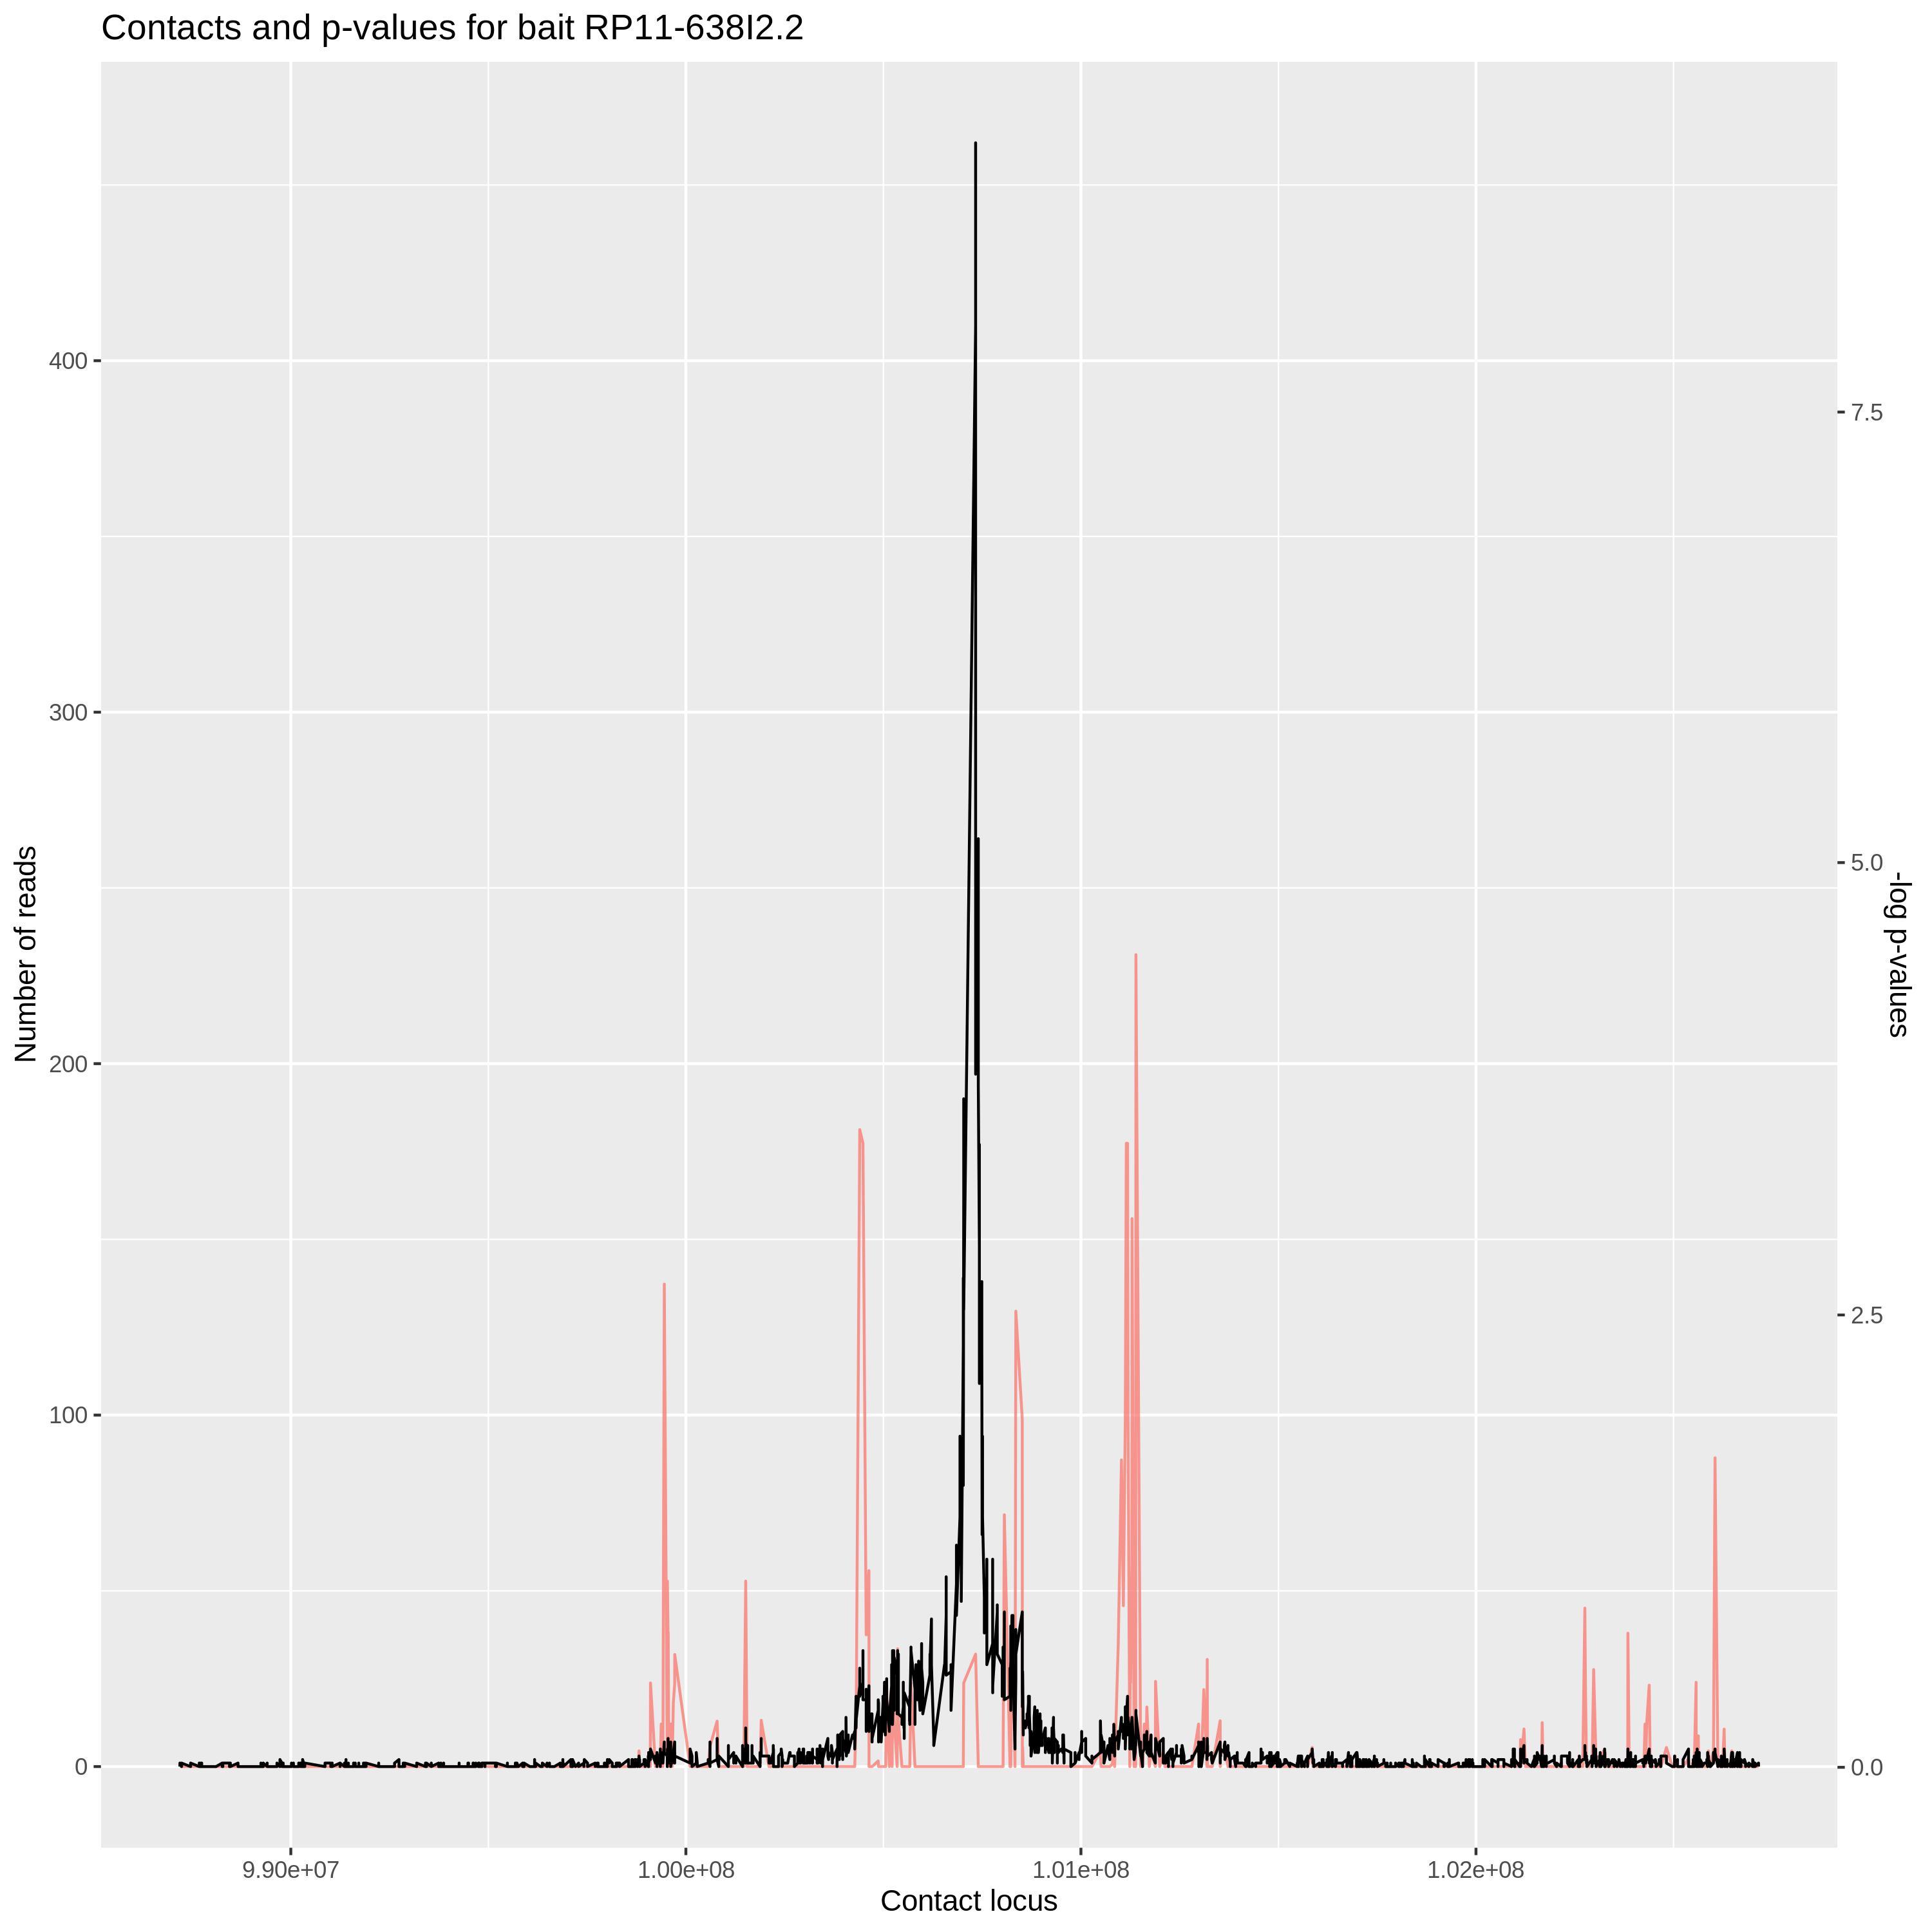 Contacts and p-values for bait RP11-638I2.2
400
300
200
100
0
Number of reads
7.5
5.0
2.5
0.0
-log p-values
9.90e+07
1.00e+08
1.01e+08
1.02e+08
Contact locus